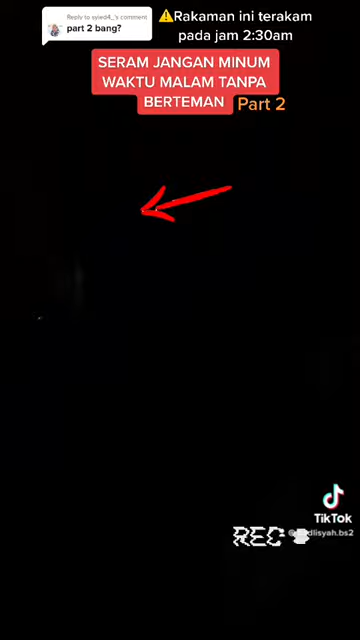 Reply to syied4_'s comment
part 2 bang?
⚠Rakaman ini terakam
pada jam 2:30am
SERAM JANGAN MINUM
WAKTU MALAM TANPA
BERTEMAN Part 2
TikTok
REC